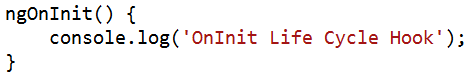 ngOnInit() {
    console.log('OnInit Life Cycle Hook');
}